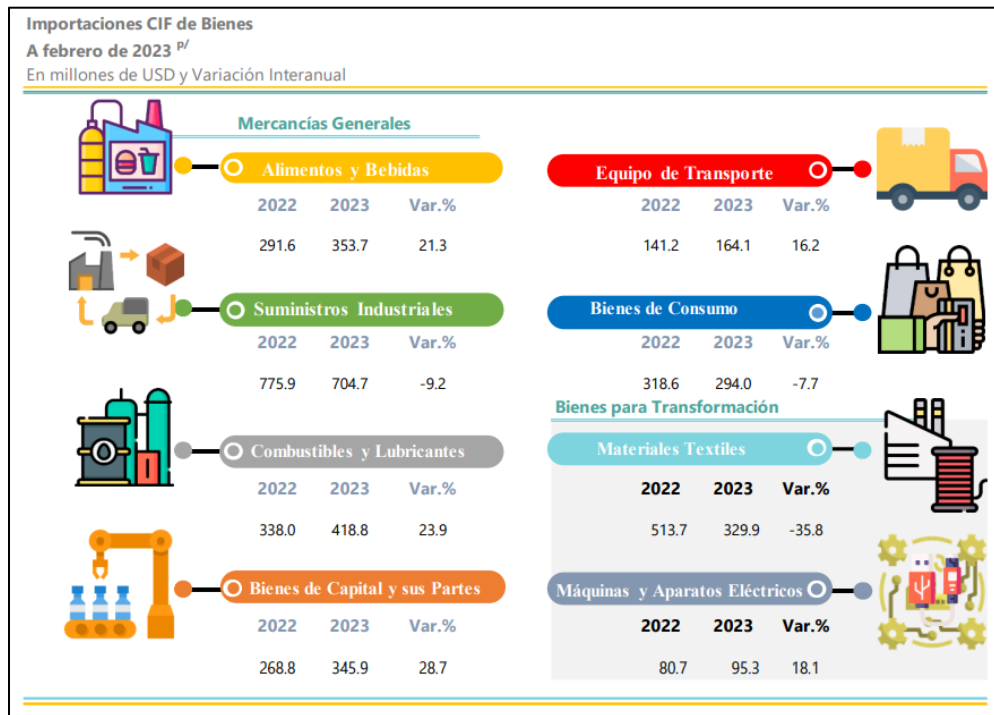 Importaciones CIF de Bienes
A febrero de 2023 p/
En millones de USD y Variación Interanual
Mercancías Generales
Alimentos y Bebidas
2022 2023 Var.%
291.6 353.7 21.3
Suministros Industriales
2022 2023 Var.%
775.9 704.7 -9.2
Combustibles y Lubricantes
2022 2023 Var.%
338.0 418.8 23.9
Bienes de Capital y sus Partes
2022 2023 Var.%
268.8 345.9 28.7
Equipo de Transporte
2022 2023 Var.%
141.2 164.1 16.2
Bienes de Consumo
2022 2023 Var.%
318.6 294.0 -7.7
Bienes para Transformación
Materiales Textiles
2022 2023 Var.%
513.7 329.9 -35.8
Máquinas y Aparatos Eléctricos
2022 2023 Var.%
80.7 95.3 18.1